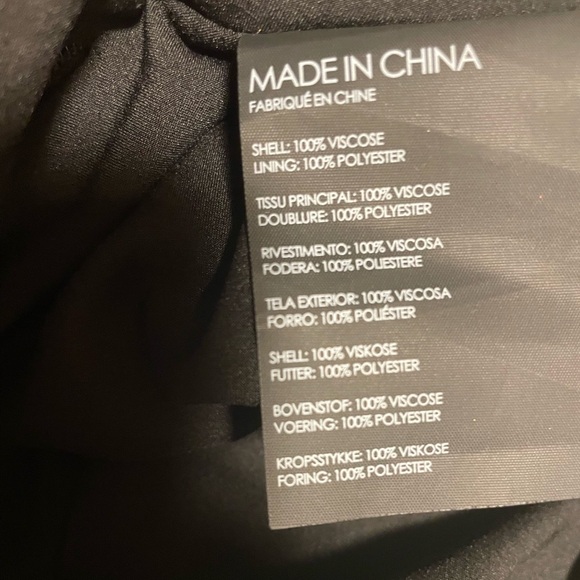 MADE IN CHINA
FABRIQUÉ EN CHINE
SHELL: 100% VISCOSE
LINING: 100% POLYESTER
TISSU PRINCIPAL: 100% VISCOSE
DOUBLURE: 100% POLYESTER
RIVESTIMENTO: 100% VISCOSA
FODERA: 100% POLIESTERE
TELA EXTERIOR: 100% VISCOSA
FORRO: 100% POLIÉSTER
SHELL: 100% VISKOSE
FUTTER: 100% POLYESTER
BOVENSTOF: 100% VISCOSE
VOERING: 100% POLYESTER
KROPSSTYKKE: 100% VISKOSE
FORING: 100% POLYESTER